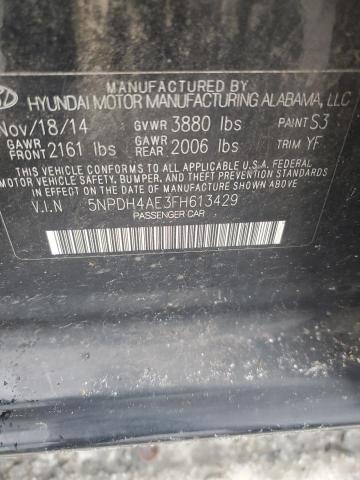 MANUFACTURED BY
HYUNDAI MOTOR MANUFACTURING ALABAMA, LLC
Nov/18/14 GVWR 3880 lbs PAINT S3
GAWR FRONT 2161 lbs GAWR REAR 2006 lbs TRIM YF
THIS VEHICLE CONFORMS TO ALL APPLICABLE U.S.A. FEDERAL
MOTOR VEHICLE SAFETY, BUMPER, AND THEFT PREVENTION STANDARDS
IN EFFECT ON THE DATE OF MANUFACTURE SHOWN ABOVE.
V.I.N 5NPDH4AE3FH613429
PASSENGER CAR